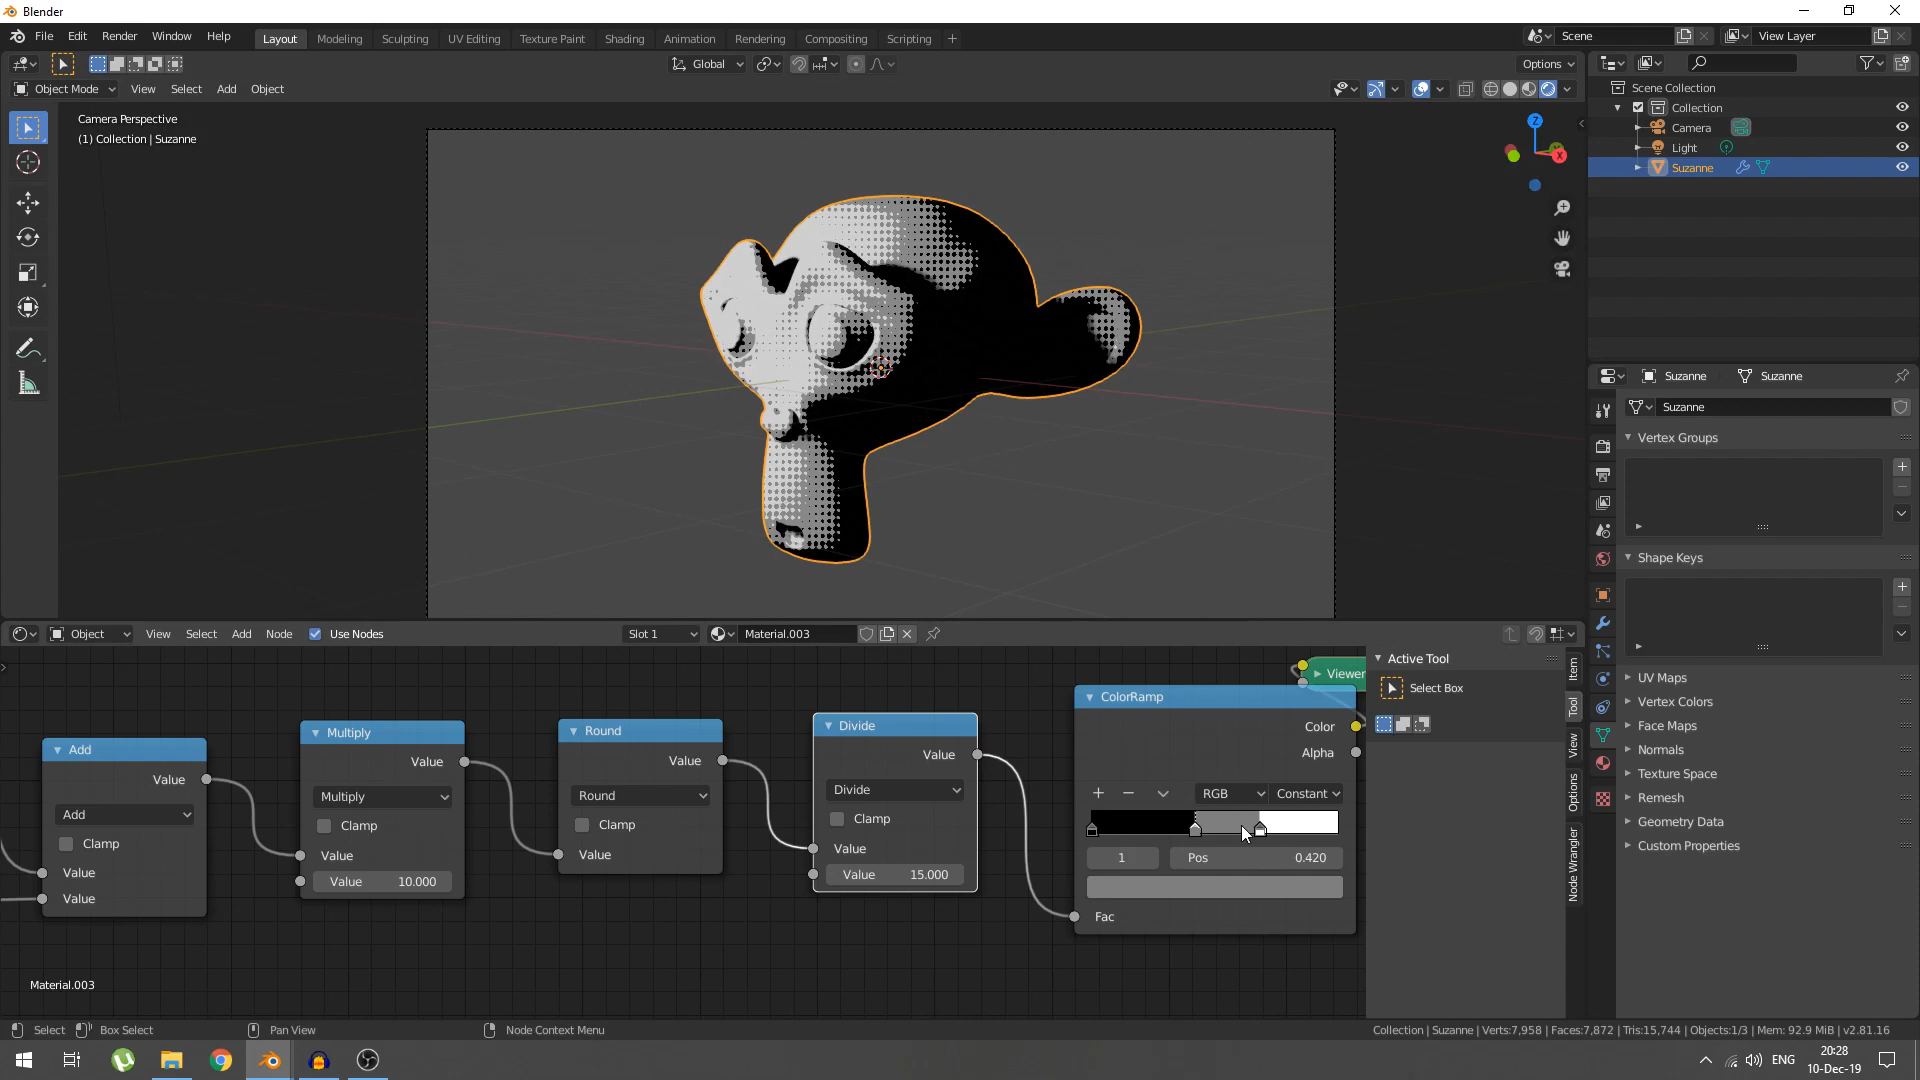 Blender
File Edit Render Window Help
Layout Modeling Sculpting UV Editing Texture Paint Shading Animation Rendering Compositing Scripting
Scene
View Layer
Global
Options
Object Mode View Select Add Object
Camera Perspective
(1) Collection | Suzanne
Z
X
Scene Collection
Collection
Camera
Light
Suzanne
Suzanne Suzanne
Suzanne
Vertex Groups
Shape Keys
UV Maps
Vertex Colors
Face Maps
Normals
Texture Space
Remesh
Geometry Data
Custom Properties
Object View Select Add Node Use Nodes Slot 1 Material.003
Active Tool
Select Box
Item
Tool
View
Options
Node Wrangler
Viewer
Add
Value
Add
Clamp
Value
Value
Multiply
Value
Multiply
Clamp
Value
Value 10.000
Round
Value
Round
Clamp
Value
Divide
Value
Divide
Clamp
Value
Value 15.000
ColorRamp
Color
Alpha
RGB Constant
1 Pos 0.420
Fac
Material.003
Select Box Select Pan View Node Context Menu
Collection | Suzanne | Verts:7,958 | Faces:7,872 | Tris:15,744 | Objects:1/3 | Mem: 92.9 MiB | v2.81.16
ENG
20:28
10-Dec-19